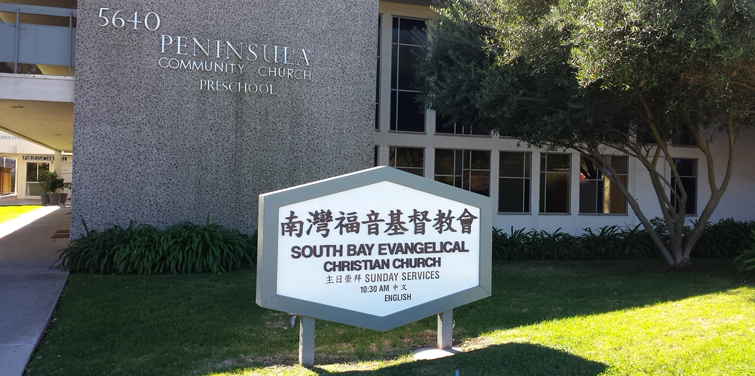 5640
PENINSULA
COMMUNITY CHURCH
PRESCHOOL
南灣福音基督教會
SOUTH BAY EVANGELICAL
CHRISTIAN CHURCH
主日崇拜 SUNDAY SERVICES
10:30 AM 中文
ENGLISH